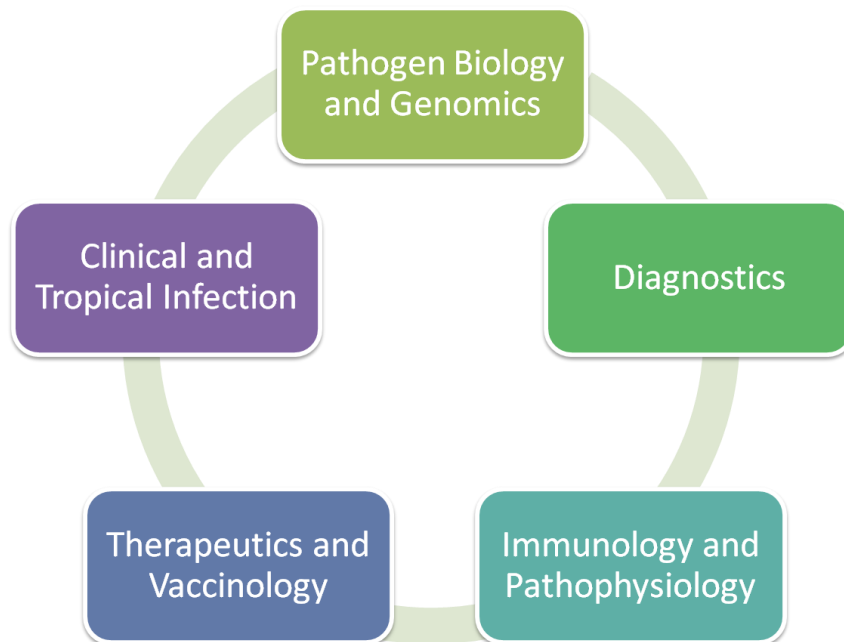 Pathogen Biology
and Genomics
Diagnostics
Immunology and
Pathophysiology
Therapeutics and
Vaccinology
Clinical and
Tropical Infection